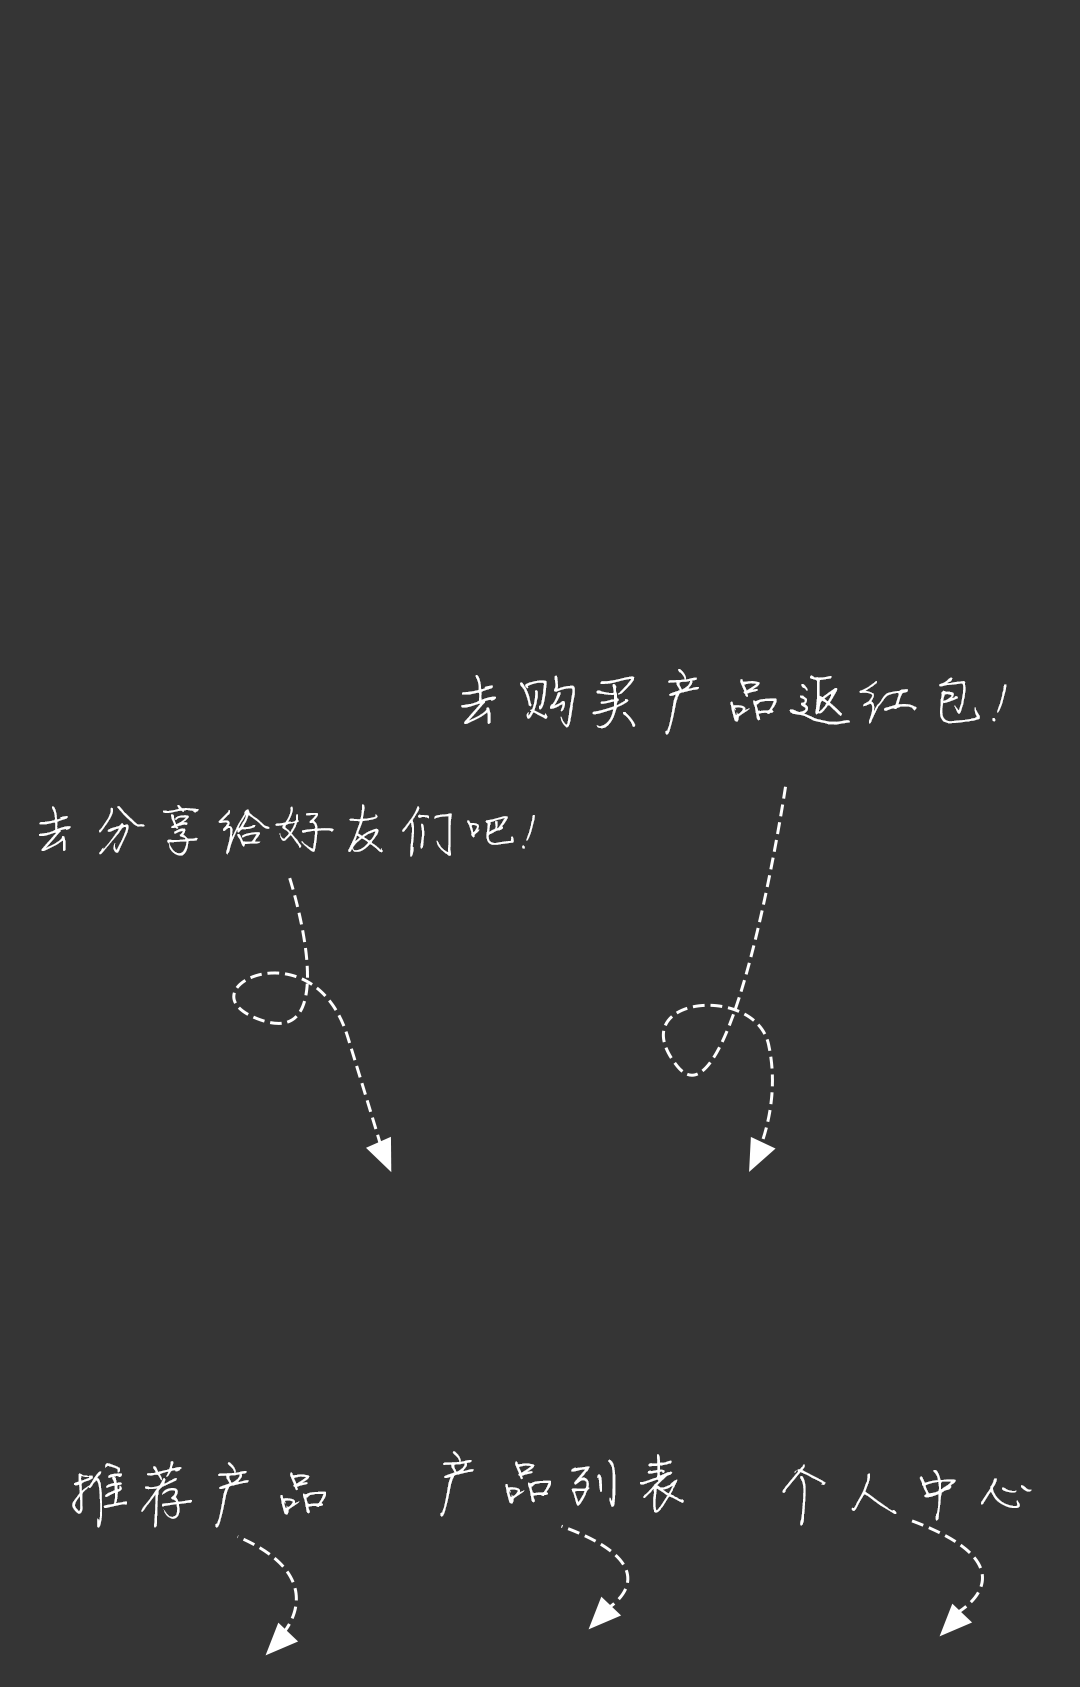 去购买产品返红包!
去分享给好友们吧!
推荐产品
产品列表
个人中心